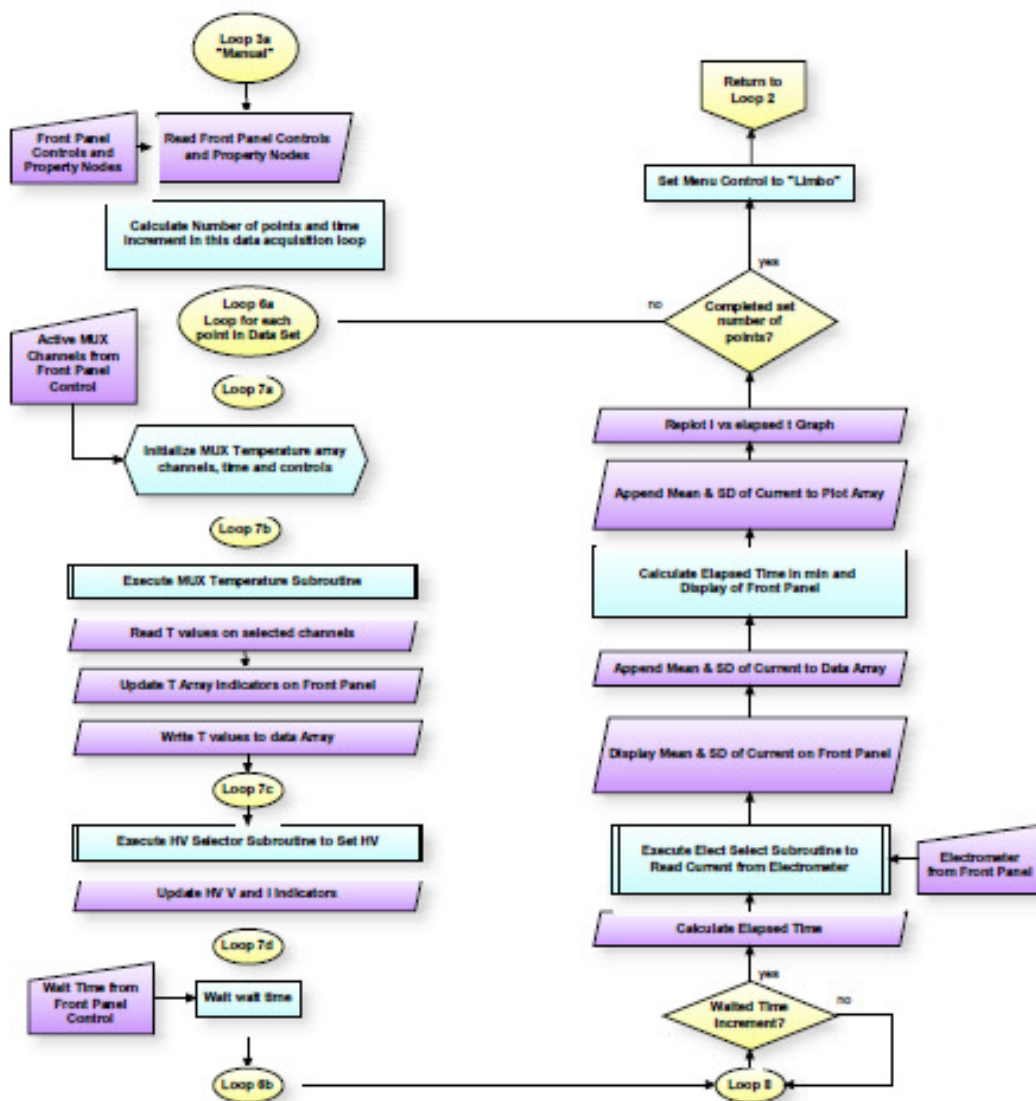 Loop 3a
"Manual"
Front Panel
Controls and
Property Nodes
Read Front Panel Controls
and Property Nodes
Calculate Number of points and time
Increment in this data acquisition loop
Loop 6a
Loop for each
point in Data Set
Active MUX
Channels from
Front Panel
Control
Loop 7a
Initialize MUX Temperature array
channels, time and controls
Loop 7b
Execute MUX Temperature Subroutine
Read T values on selected channels
Update T Array Indicators on Front Panel
Write T values to data Array
Loop 7c
Execute HV Selector Subroutine to Set HV
Update HV V and I Indicators
Loop 7d
Wait Time from
Front Panel
Control
Wait wait time
Loop 6b
Return to
Loop 2
Set Menu Control to "Limbo"
yes
no
Completed set
number of
points?
Replot I vs elapsed t Graph
Append Mean & SD of Current to Plot Array
Calculate Elapsed Time in min and
Display of Front Panel
Append Mean & SD of Current to Data Array
Display Mean & SD of Current on Front Panel
Execute Elect Select Subroutine to
Read Current from Electrometer
Electrometer
from Front Panel
Calculate Elapsed Time
yes
no
Waited Time
Increment?
Loop 8